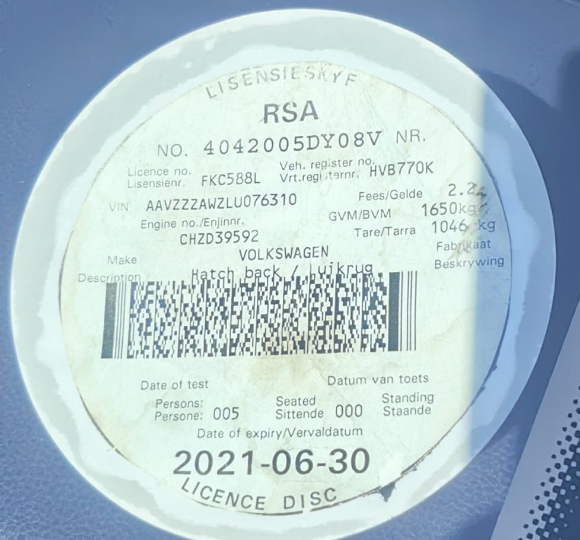 LISENSIESKYF
RSA
NO. 4042005DY08V NR.
Licence no. Veh. register no.
Lisensienr. FKC588L Vrt.registernr. HVB770K
VIN AAVZZZAWZLU076310 Fees/Gelde
Engine no./Enjinnr. GVM/BVM 1650kg
CHZD39592 Tare/Tarra 1046 kg
Make VOLKSWAGEN Fabrikaat
Description Hatch back / Luikrug Beskrywing
Date of test Datum van toets
Persons: Seated Standing
Persone: 005 Sittende 000 Staande
Date of expiry/Vervaldatum
2021-06-30
LICENCE DISC